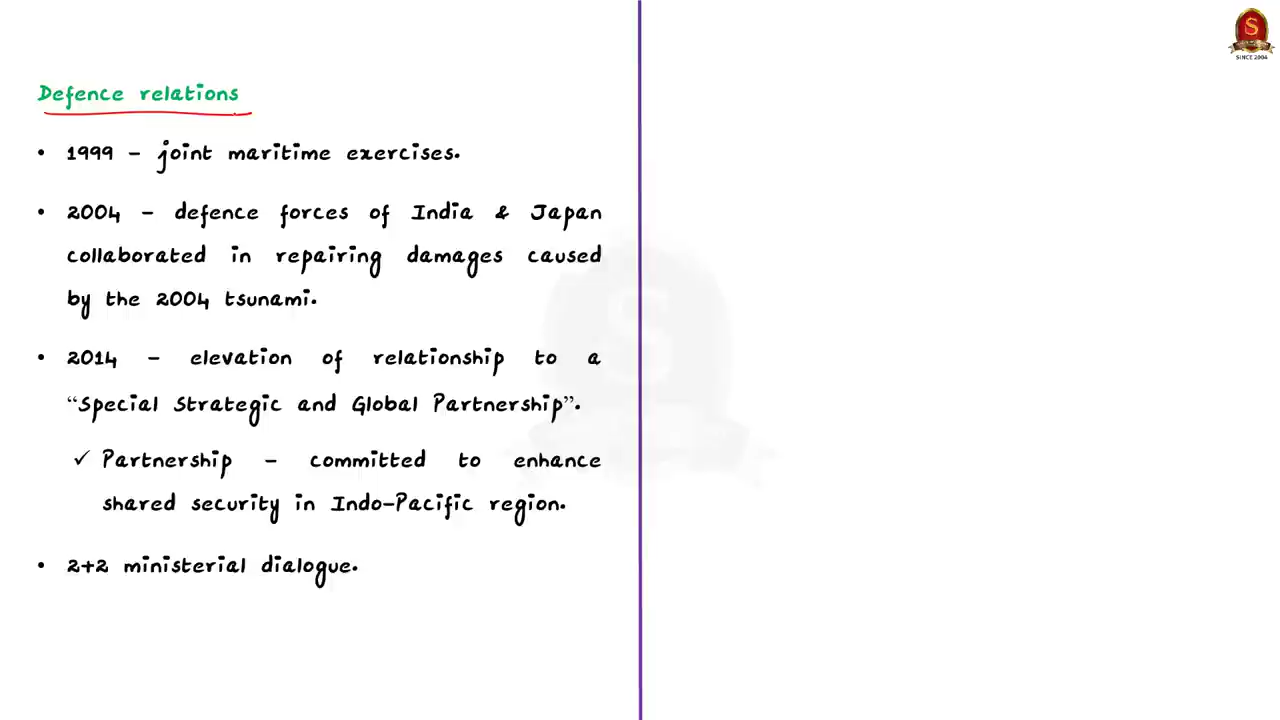 S
SINCE 2004
Defence relations
• 1999 – joint maritime exercises.
• 2004 – defence forces of India & Japan
collaborated in repairing damages caused
by the 2004 tsunami.
• 2014 – elevation of relationship to a
“Special Strategic and Global Partnership”.
✓ Partnership – committed to enhance
shared security in Indo-Pacific region.
• 2+2 ministerial dialogue.